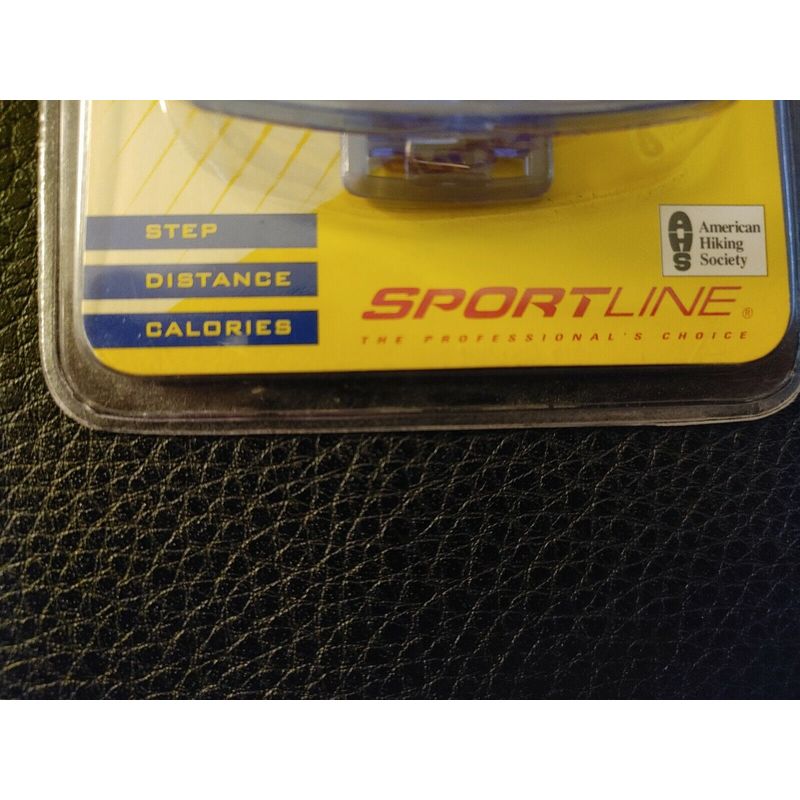 STEP
DISTANCE
CALORIES
AHS
American
Hiking
Society
SPORTLINE®
THE PROFESSIONAL'S CHOICE